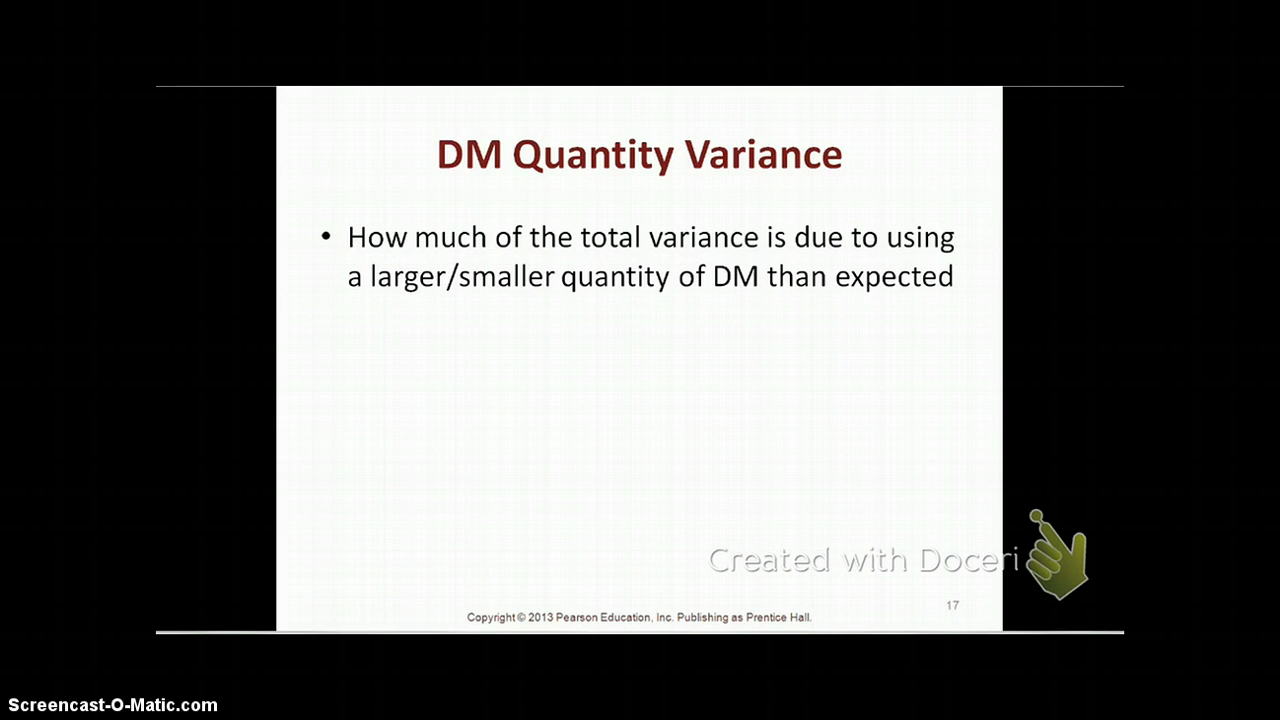 DM Quantity Variance
• How much of the total variance is due to using
a larger/smaller quantity of DM than expected
Created with Doceri
17
Copyright © 2013 Pearson Education, Inc. Publishing as Prentice Hall.
Screencast-O-Matic.com